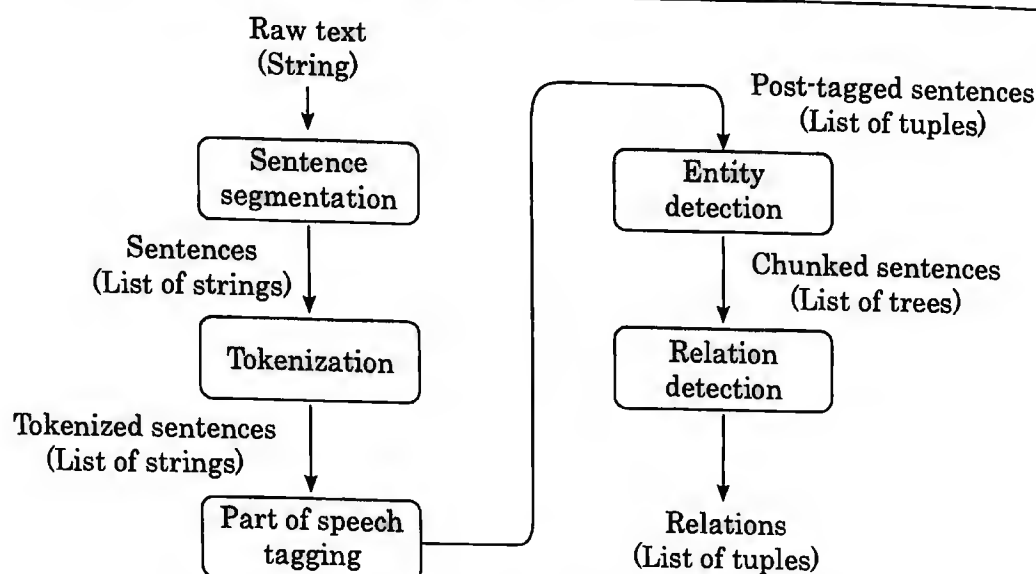 Raw text
(String)
Sentence
segmentation
Sentences
(List of strings)
Tokenization
Tokenized sentences
(List of strings)
Part of speech
tagging
Post-tagged sentences
(List of tuples)
Entity
detection
Chunked sentences
(List of trees)
Relation
detection
Relations
(List of tuples)